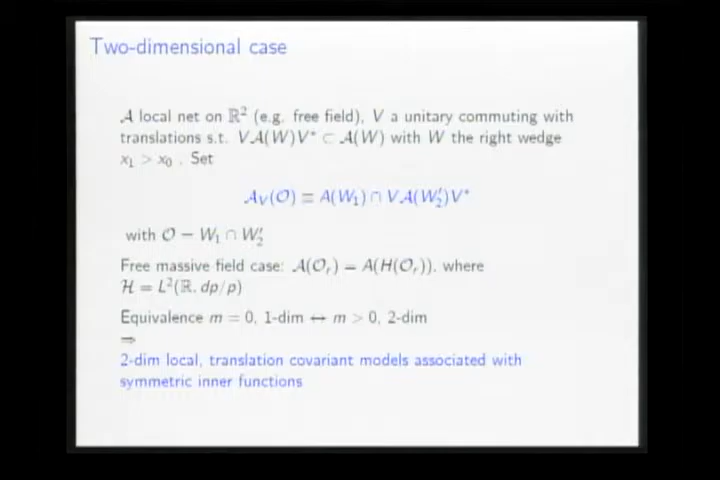 Two-dimensional case
𝒜 local net on ℝ² (e.g. free field), V a unitary commuting with
translations s.t. V𝒜(W)V* ⊂ 𝒜(W) with W the right wedge
x₁ > x₀ . Set
𝒜_V(𝒪) ≡ 𝒜(W₁) ∩ V𝒜(W₂′)V*
with 𝒪 = W₁ ∩ W₂′
Free massive field case: 𝒜(𝒪ᵣ) = A(H(𝒪ᵣ)), where
ℋ = L²(ℝ, dp/p)
Equivalence m = 0, 1-dim ↔ m > 0, 2-dim
⇒
2-dim local, translation covariant models associated with
symmetric inner functions